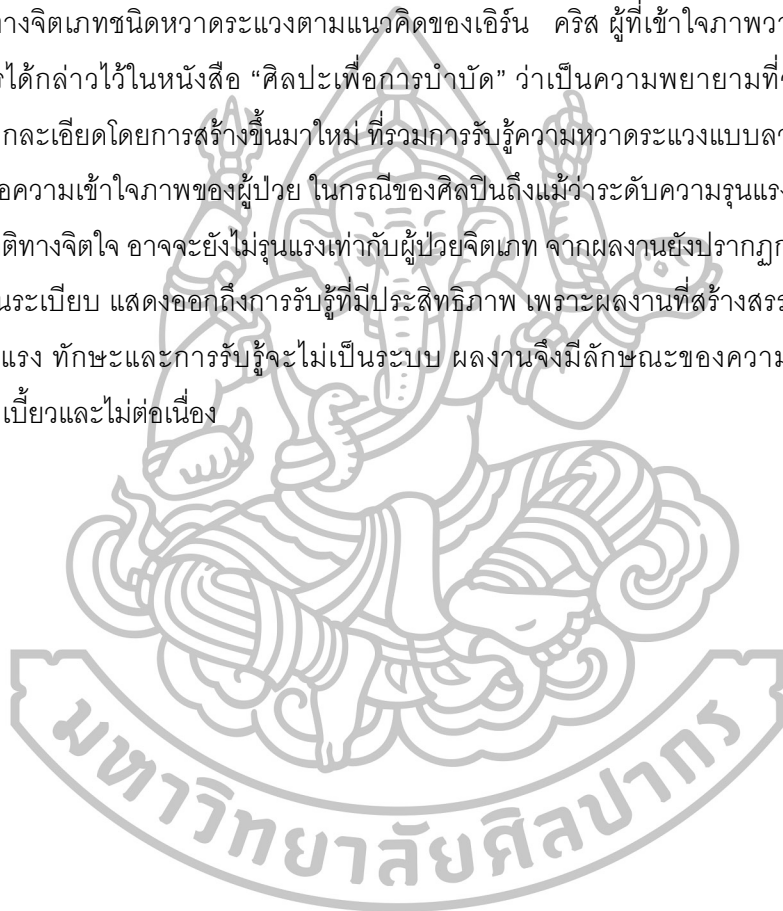 ทางจิตเภทชนิดหวาดระแวงตามแนวคิดของเอิร์น คริส ผู้ที่เข้าใจภาพวา
ได้กล่าวไว้ในหนังสือ “ศิลปะเพื่อการบำบัด” ว่าเป็นความพยายามที่
กละเอียดโดยการสร้างขึ้นมาใหม่ ที่รวมการรับรู้ความหวาดระแวงแบบลา
อความเข้าใจภาพของผู้ป่วย ในกรณีของศิลปินถึงแม้ว่าระดับความรุนแรง
ติทางจิตใจ อาจจะยังไม่รุนแรงเท่ากับผู้ป่วยจิตเภท จากผลงานยังปรากฏก
นระเบียบ แสดงออกถึงการรับรู้ที่มีประสิทธิภาพ เพราะผลงานที่สร้างสรร
แรง ทักษะและการรับรู้จะไม่เป็นระบบ ผลงานจึงมีลักษณะของความ
เบี้ยวและไม่ต่อเนื่อง
มหาวิทยาลัยศิลปากร